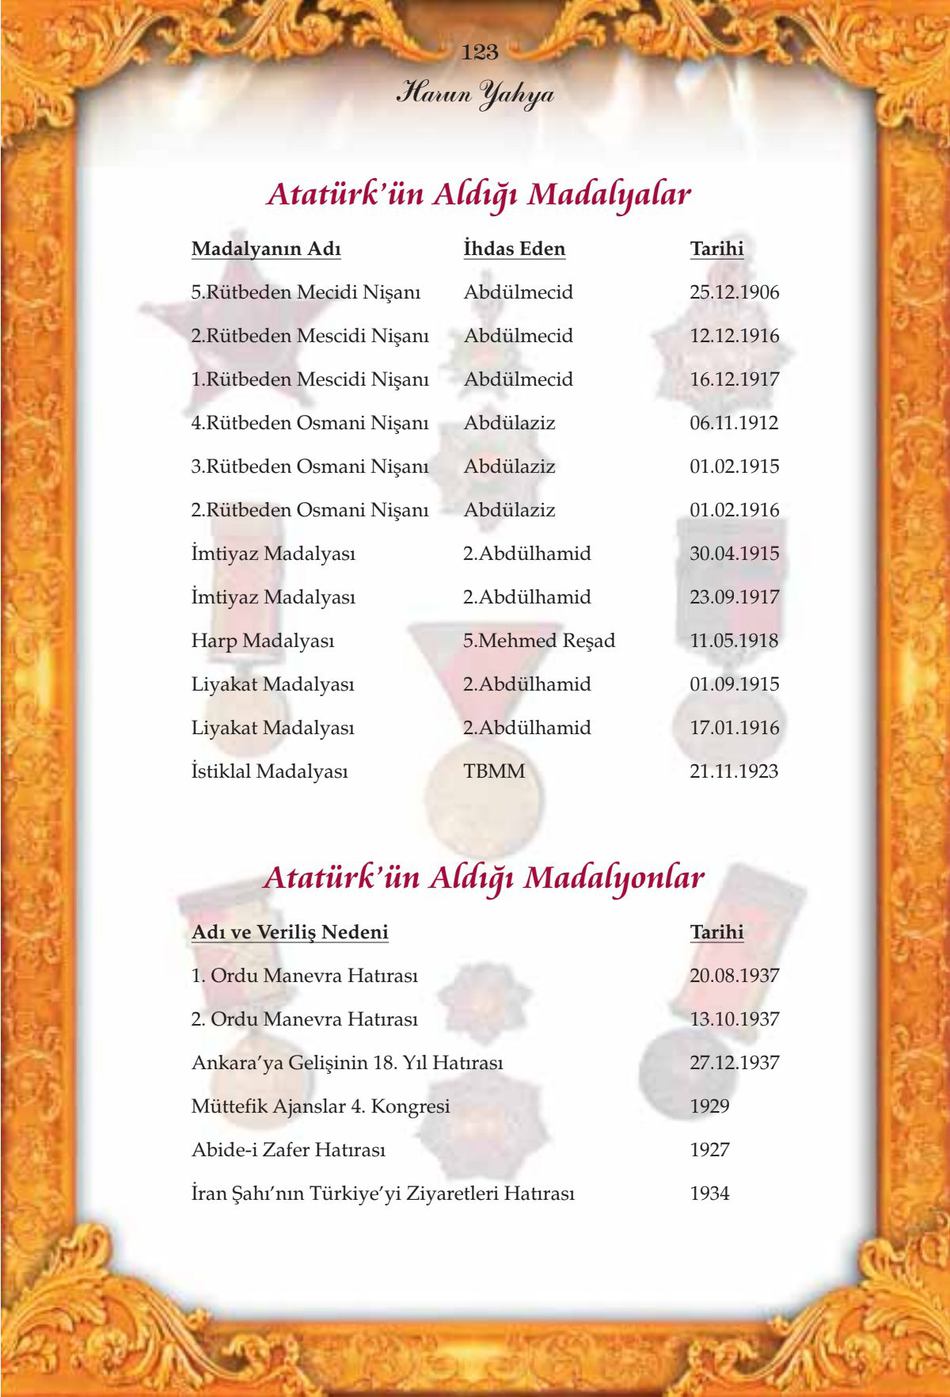 123
Harun Yahya
Atatürk'ün Aldığı Madalyalar
Madalyanın Adı İhdas Eden Tarihi
5.Rütbeden Mecidi Nişanı Abdülmecid 25.12.1906
2.Rütbeden Mescidi Nişanı Abdülmecid 12.12.1916
1.Rütbeden Mescidi Nişanı Abdülmecid 16.12.1917
4.Rütbeden Osmani Nişanı Abdülaziz 06.11.1912
3.Rütbeden Osmani Nişanı Abdülaziz 01.02.1915
2.Rütbeden Osmani Nişanı Abdülaziz 01.02.1916
İmtiyaz Madalyası 2.Abdülhamid 30.04.1915
İmtiyaz Madalyası 2.Abdülhamid 23.09.1917
Harp Madalyası 5.Mehmed Reşad 11.05.1918
Liyakat Madalyası 2.Abdülhamid 01.09.1915
Liyakat Madalyası 2.Abdülhamid 17.01.1916
İstiklal Madalyası TBMM 21.11.1923
Atatürk'ün Aldığı Madalyonlar
Adı ve Veriliş Nedeni Tarihi
1. Ordu Manevra Hatırası 20.08.1937
2. Ordu Manevra Hatırası 13.10.1937
Ankara'ya Gelişinin 18. Yıl Hatırası 27.12.1937
Müttefik Ajanslar 4. Kongresi 1929
Abide-i Zafer Hatırası 1927
İran Şahı'nın Türkiye'yi Ziyaretleri Hatırası 1934